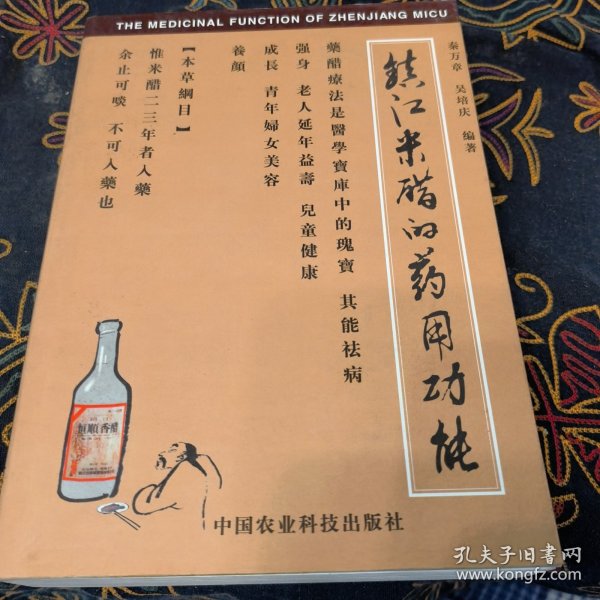 THE MEDICINAL FUNCTION OF ZHENJIANG MICU
秦万章 吴培庆 编著
鎮江米醋的药用功能
藥醋療法是醫學寶庫中的瑰寶 其能祛病
强身 老人延年益壽 兒童健康
成長 青年婦女美容
養顔
【本草綱目】
惟米醋二三年者入藥
余止可啖 不可入藥也
恒順香醋
中国农业科技出版社
孔夫子旧书网
www.kongfz.com